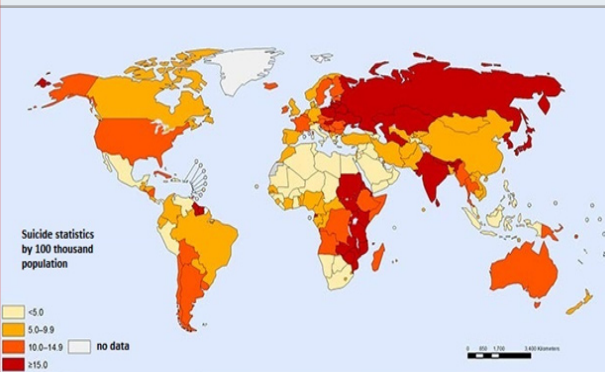 Suicide statistics
by 100 thousand
population
<5.0
5.0–9.9
10.0–14.9
no data
≥15.0
0 850 1,700 3,400 Kilometers